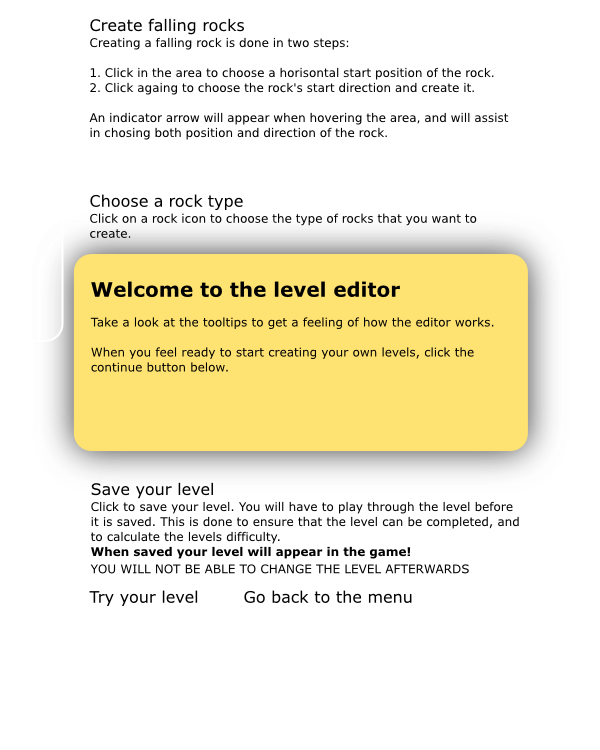 Create falling rocks
Creating a falling rock is done in two steps:
1. Click in the area to choose a horisontal start position of the rock.
2. Click againg to choose the rock's start direction and create it.
An indicator arrow will appear when hovering the area, and will assist
in chosing both position and direction of the rock.
Choose a rock type
Click on a rock icon to choose the type of rocks that you want to
create.
Welcome to the level editor
Take a look at the tooltips to get a feeling of how the editor works.
When you feel ready to start creating your own levels, click the
continue button below.
Save your level
Click to save your level. You will have to play through the level before
it is saved. This is done to ensure that the level can be completed, and
to calculate the levels difficulty.
When saved your level will appear in the game!
YOU WILL NOT BE ABLE TO CHANGE THE LEVEL AFTERWARDS
Try your level Go back to the menu